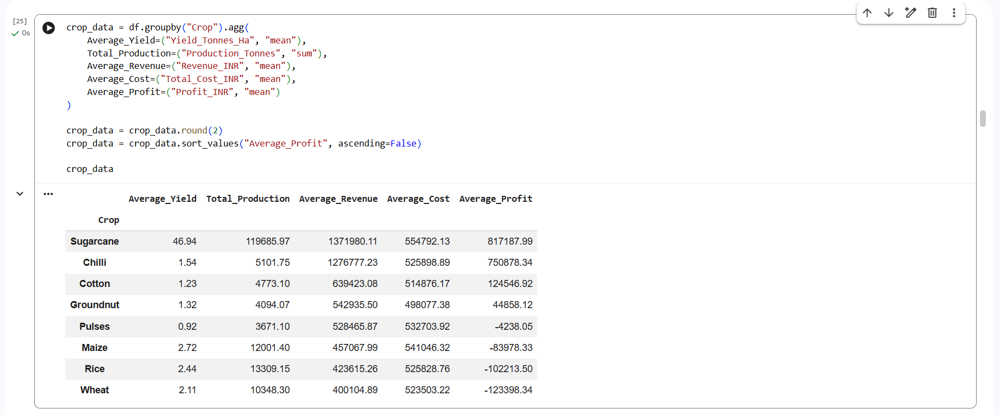 [25]
0s
crop_data = df.groupby("Crop").agg(
    Average_Yield=("Yield_Tonnes_Ha", "mean"),
    Total_Production=("Production_Tonnes", "sum"),
    Average_Revenue=("Revenue_INR", "mean"),
    Average_Cost=("Total_Cost_INR", "mean"),
    Average_Profit=("Profit_INR", "mean")
)
crop_data = crop_data.round(2)
crop_data = crop_data.sort_values("Average_Profit", ascending=False)
crop_data
Average_Yield Total_Production Average_Revenue Average_Cost Average_Profit
Crop
Sugarcane 46.94 119685.97 1371980.11 554792.13 817187.99
Chilli 1.54 5101.75 1276777.23 525898.89 750878.34
Cotton 1.23 4773.10 639423.08 514876.17 124546.92
Groundnut 1.32 4094.07 542935.50 498077.38 44858.12
Pulses 0.92 3671.10 528465.87 532703.92 -4238.05
Maize 2.72 12001.40 457067.99 541046.32 -83978.33
Rice 2.44 13309.15 423615.26 525828.76 -102213.50
Wheat 2.11 10348.30 400104.89 523503.22 -123398.34